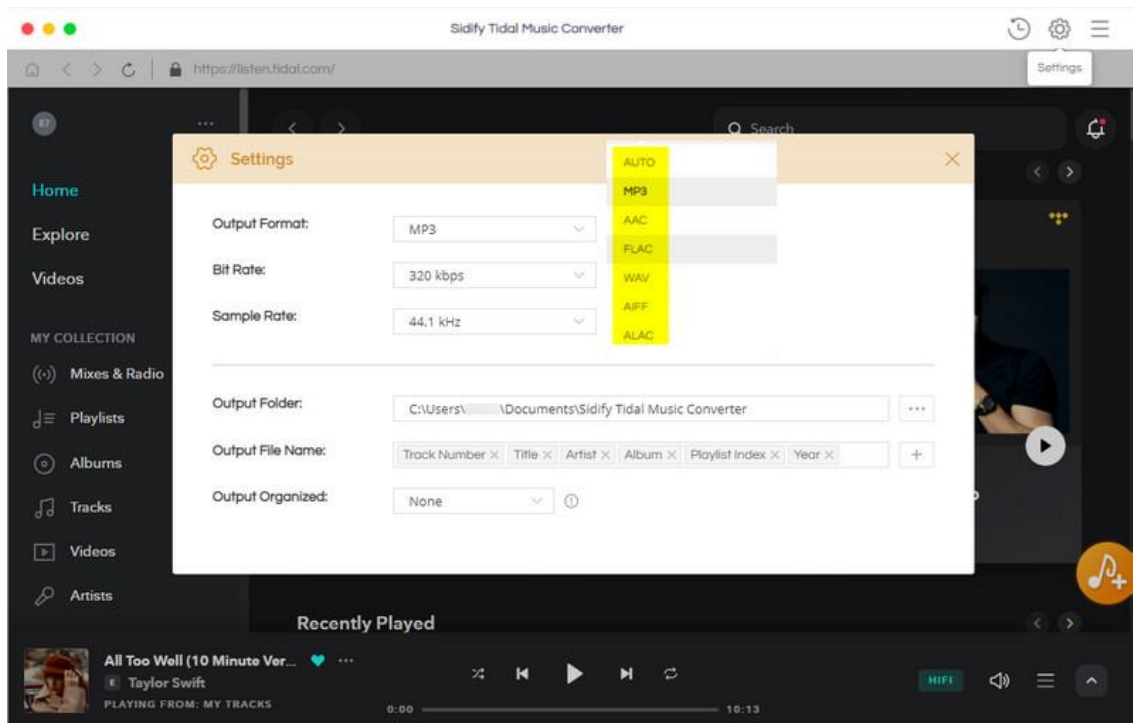 Sidify Tidal Music Converter
https://listen.tidal.com/
Settings
87
...
Search
Settings
AUTO
MP3
AAC
FLAC
WAV
AIFF
ALAC
Home
Explore
Videos
MY COLLECTION
Mixes & Radio
Playlists
Albums
Tracks
Videos
Artists
Output Format: MP3
Bit Rate: 320 kbps
Sample Rate: 44.1 kHz
Output Folder: C:\Users\ \Documents\Sidify Tidal Music Converter ...
Output File Name: Track Number × Title × Artist × Album × Playlist Index × Year × +
Output Organized: None
Recently Played
All Too Well (10 Minute Ver... ...
E Taylor Swift
PLAYING FROM: MY TRACKS
0:00 10:13
HIFI